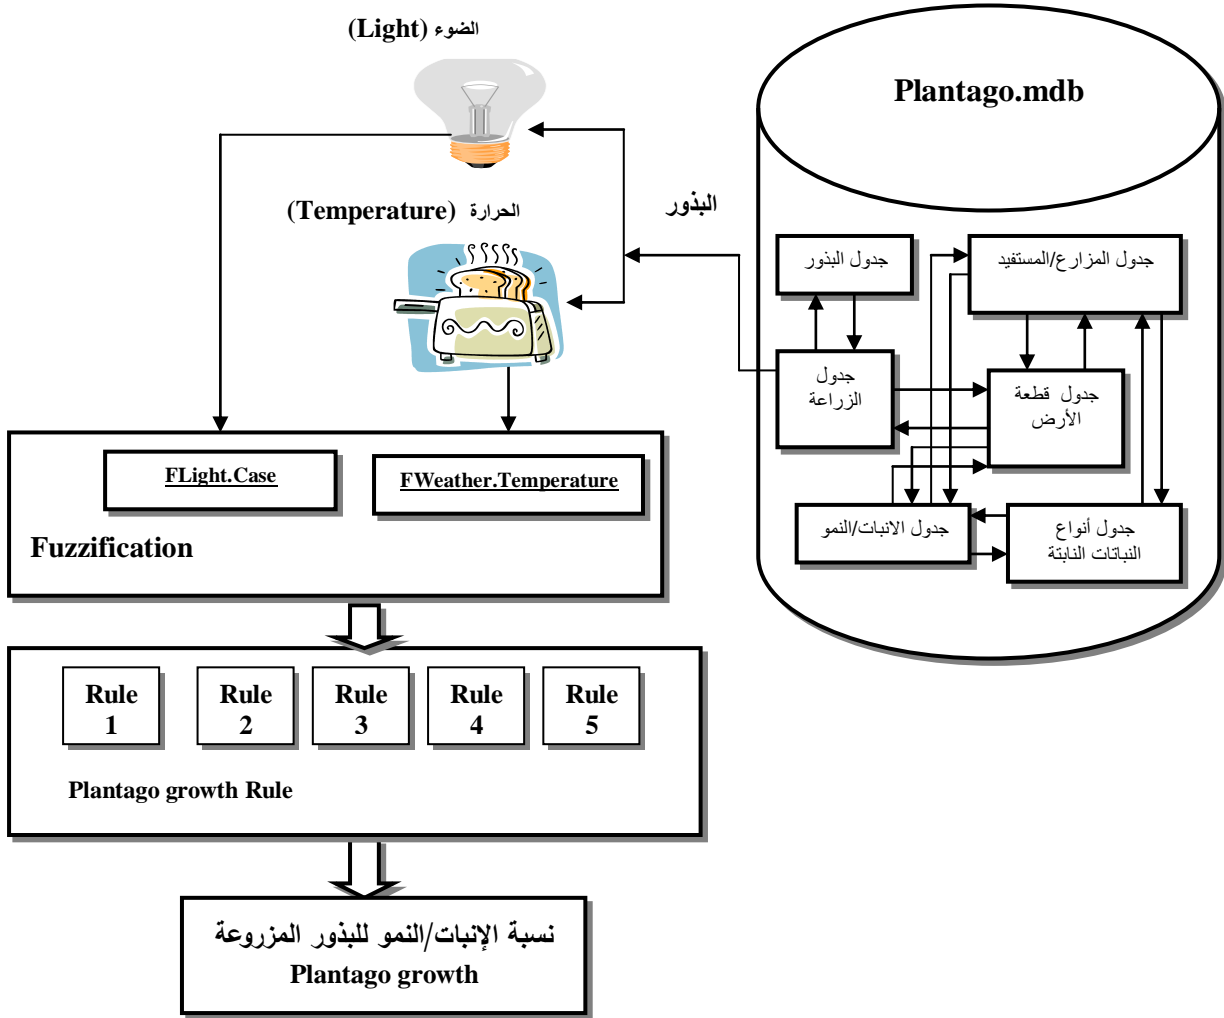 الضوء (Light)
Plantago.mdb
الحرارة (Temperature)
البذور
جدول البذور
جدول المزارع/المستفيد
جدول
الزراعة
جدول قطعة
الأرض
جدول الانبات/النمو
جدول أنواع
النباتات النابتة
FLight.Case
FWeather.Temperature
Fuzzification
Rule
1
Rule
2
Rule
3
Rule
4
Rule
5
Plantago growth Rule
نسبة الإنبات/النمو للبذور المزروعة
Plantago growth